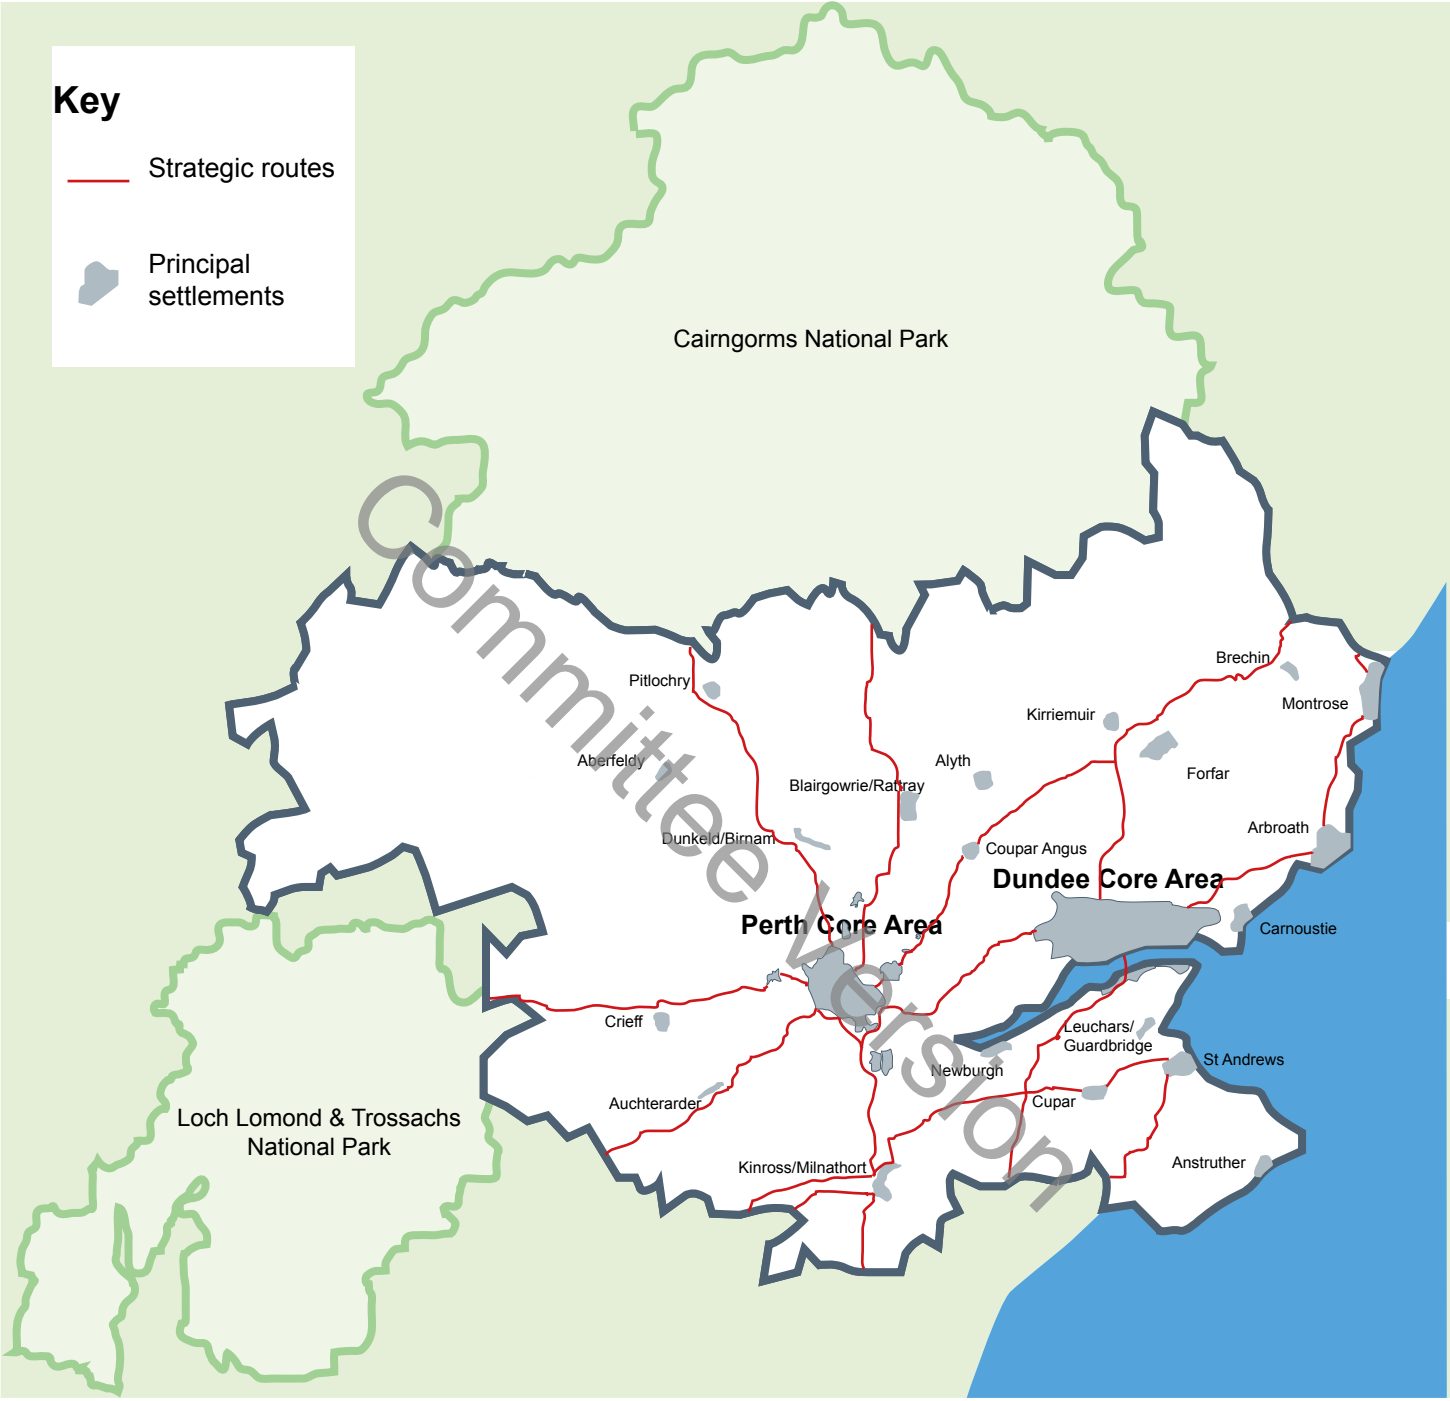 Key
Strategic routes
Principal
settlements
Cairngorms National Park
Brechin
Pitlochry
Montrose
Kirriemuir
Aberfeldy
Alyth
Forfar
Blairgowrie/Rattray
Arbroath
Dunkeld/Birnam
Coupar Angus
Dundee Core Area
Perth Core Area
Carnoustie
Crieff
Leuchars/
Guardbridge
St Andrews
Newburgh
Cupar
Auchterarder
Loch Lomond & Trossachs
National Park
Anstruther
Kinross/Milnathort
Committee Version